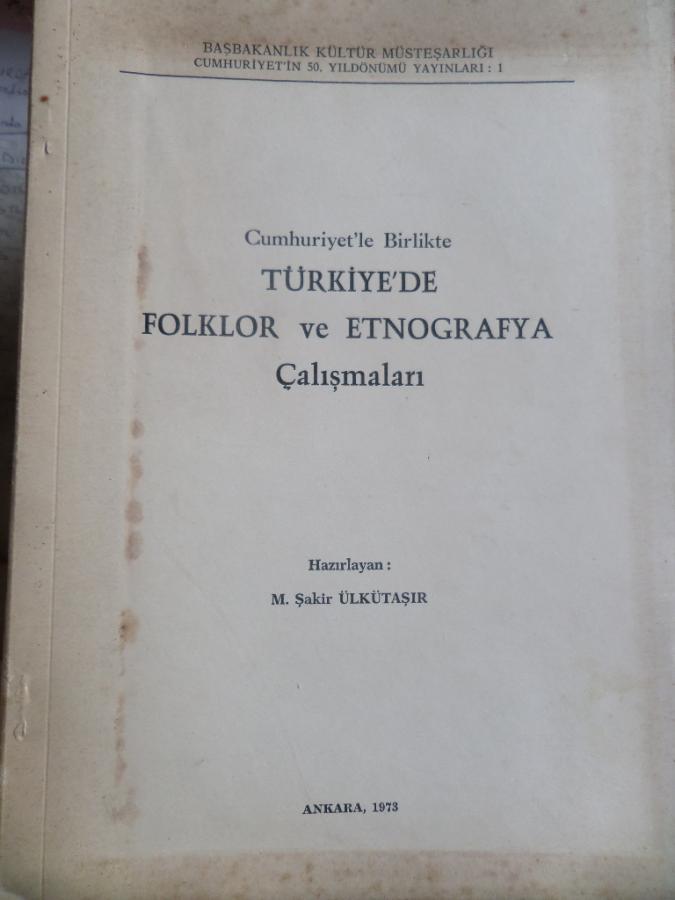 BAŞBAKANLIK KÜLTÜR MÜSTEŞARLIĞI
CUMHURİYET'İN 50. YILDÖNÜMÜ YAYINLARI : 1
Cumhuriyet'le Birlikte
TÜRKİYE'DE
FOLKLOR ve ETNOGRAFYA
Çalışmaları
Hazırlayan :
M. Şakir ÜLKÜTAŞIR
ANKARA, 1973